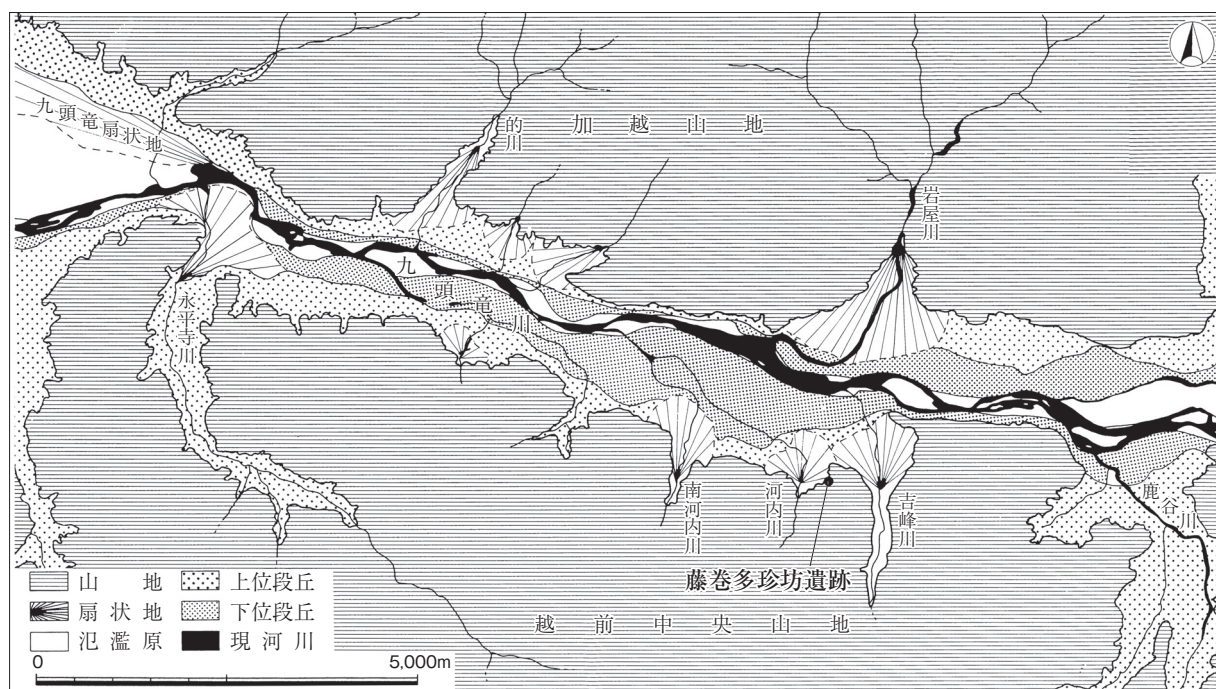 九頭竜扇状地
的川
加越山地
岩屋川
九頭竜川
永平寺川
南河内川
河内川
吉峰川
鹿谷川
藤巻多珍坊遺跡
越前中央山地
山地
上位段丘
扇状地
下位段丘
氾濫原
現河川
0
5,000m